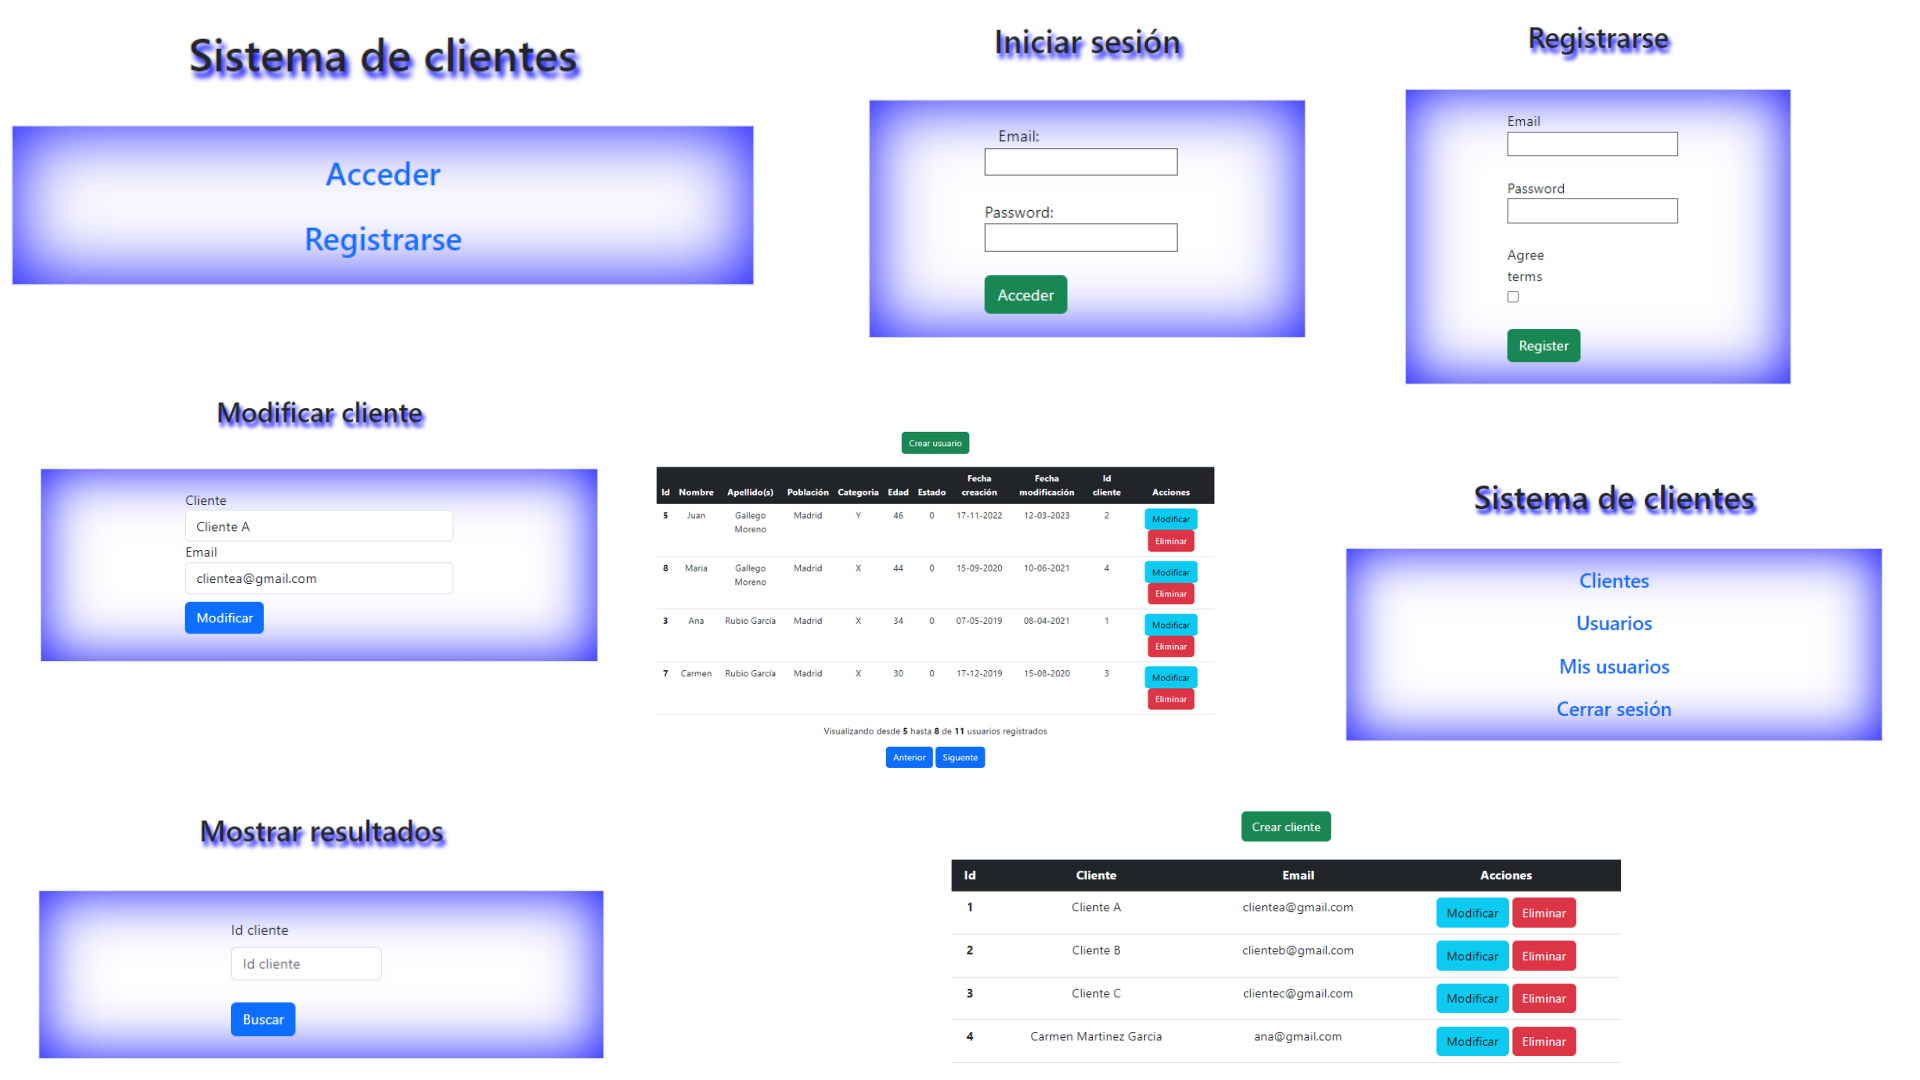 Sistema de clientes
Acceder
Registrarse
Iniciar sesión
Email:
Password:
Acceder
Registrarse
Email
Password
Agree
terms
Register
Modificar cliente
Cliente
Cliente A
Email
clientea@gmail.com
Modificar
Crear usuario
Id Nombre Apellido(s) Población Categoria Edad Estado Fecha creación Fecha modificación Id cliente Acciones
5 Juan Gallego Moreno Madrid Y 46 0 17-11-2022 12-03-2023 2 Modificar Eliminar
8 Maria Gallego Moreno Madrid X 44 0 15-09-2020 10-06-2021 4 Modificar Eliminar
3 Ana Rubio García Madrid X 34 0 07-05-2019 08-04-2021 1 Modificar Eliminar
7 Carmen Rubio García Madrid X 30 0 17-12-2019 15-08-2020 3 Modificar Eliminar
Visualizando desde 5 hasta 8 de 11 usuarios registrados
Anterior Siguente
Sistema de clientes
Clientes
Usuarios
Mis usuarios
Cerrar sesión
Mostrar resultados
Id cliente
Id cliente
Buscar
Crear cliente
Id Cliente Email Acciones
1 Cliente A clientea@gmail.com Modificar Eliminar
2 Cliente B clienteb@gmail.com Modificar Eliminar
3 Cliente C clientec@gmail.com Modificar Eliminar
4 Carmen Martinez Garcia ana@gmail.com Modificar Eliminar